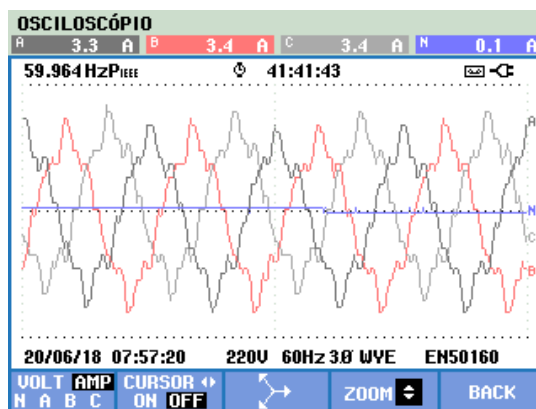 OSCILOSCÓPIO
A 3.3 A B 3.4 A C 3.4 A N 0.1 A
59.964 HzPIEEE 41:41:43
A
N
C
B
20/06/18 07:57:20 220V 60Hz 3Ø WYE EN50160
VOLT AMP CURSOR ZOOM BACK
N A B C ON OFF